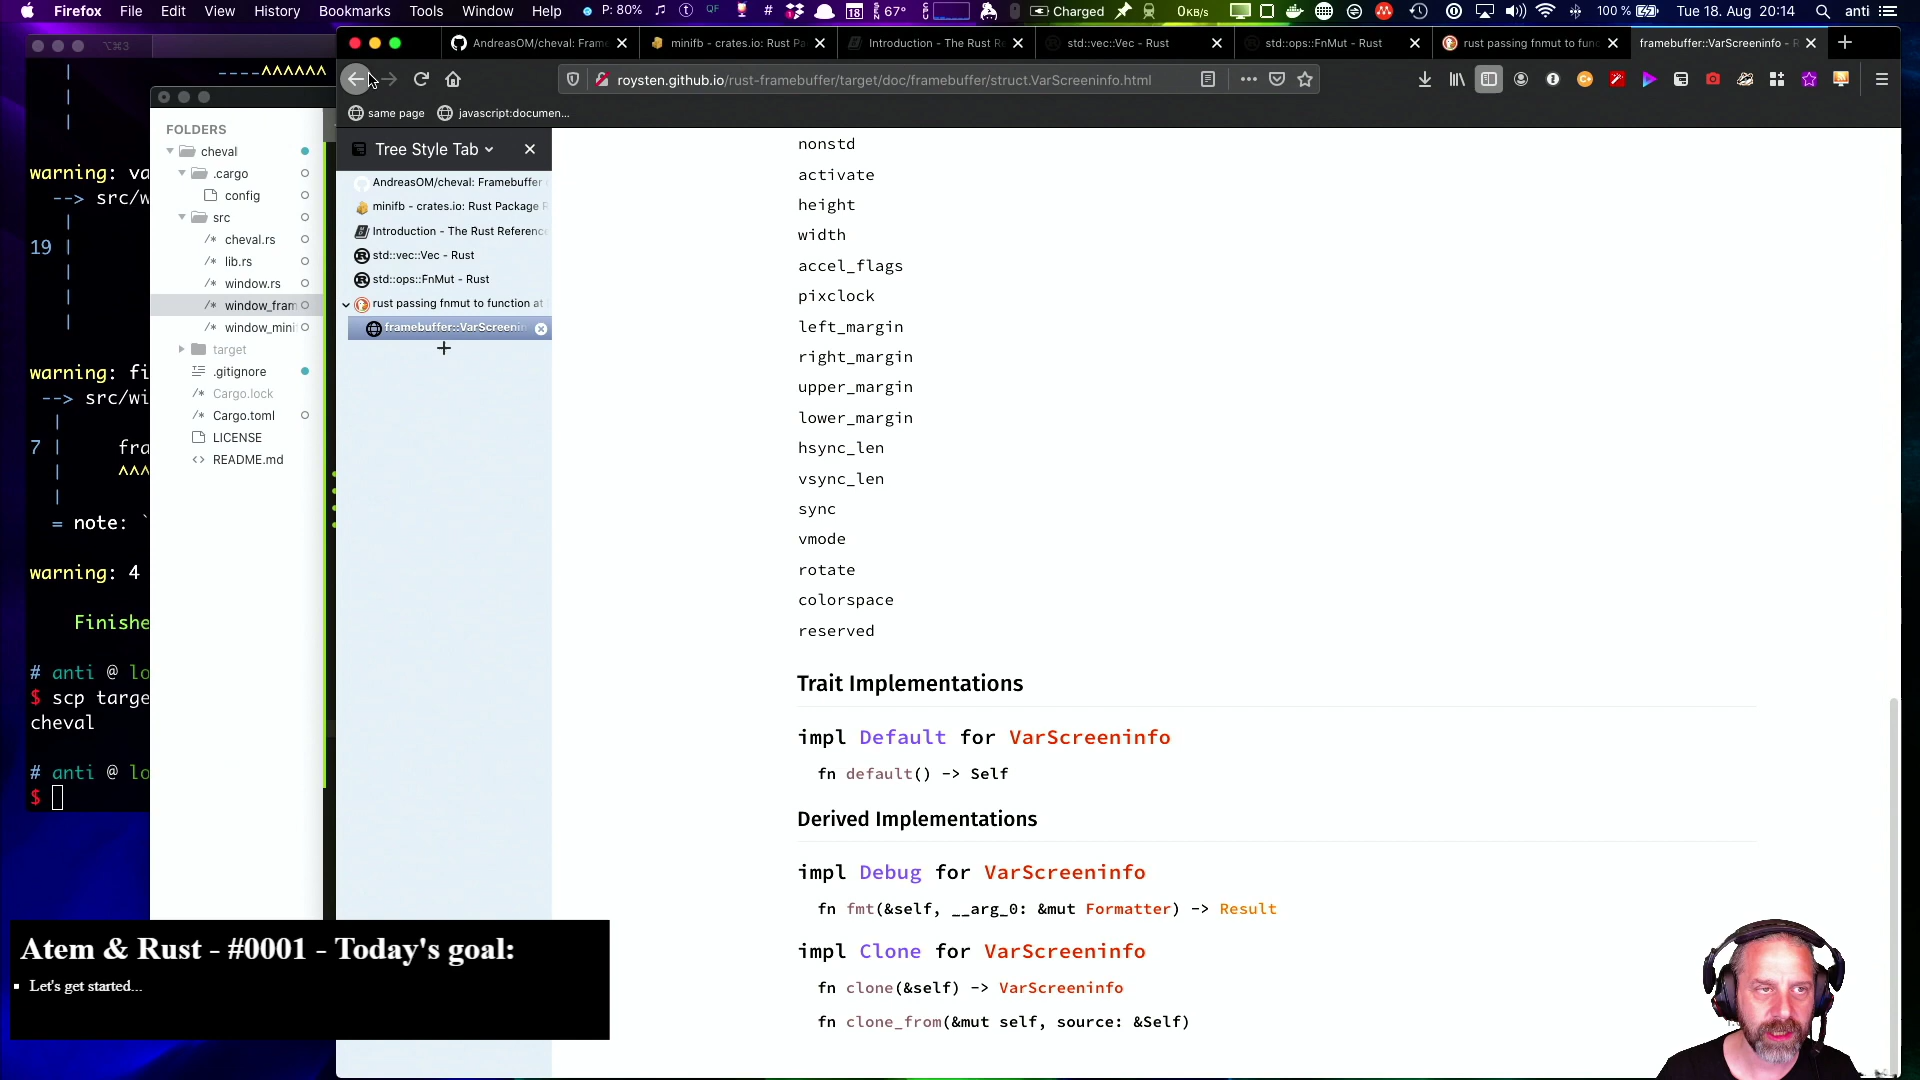 Firefox File Edit View History Bookmarks Tools Window Help P: 80% QF # 18 67° Charged 0KB/s 100 % Tue 18. Aug 20:14 anti
⌥⌘3
AndreasOM/cheval: Frame
minifb - crates.io: Rust Pa
Introduction - The Rust Re
std::vec::Vec - Rust
std::ops::FnMut - Rust
rust passing fnmut to func
framebuffer::VarScreeninfo - R
roysten.github.io/rust-framebuffer/target/doc/framebuffer/struct.VarScreeninfo.html
same page
javascript:documen...
Tree Style Tab
AndreasOM/cheval: Framebuffer
minifb - crates.io: Rust Package R
Introduction - The Rust Reference
std::vec::Vec - Rust
std::ops::FnMut - Rust
rust passing fnmut to function at
framebuffer::VarScreenin
FOLDERS
cheval
.cargo
config
src
cheval.rs
lib.rs
window.rs
window_fram
window_mini
target
.gitignore
Cargo.lock
Cargo.toml
LICENSE
README.md
----^^^^^^
|
|
|
warning: va
--> src/w
|
19 |
|
|
|
warning: fi
--> src/wi
|
7 | fra
| ^^^
|
= note: `
warning: 4
Finishe
# anti @ lo
$ scp targe
cheval
# anti @ lo
$
nonstd
activate
height
width
accel_flags
pixclock
left_margin
right_margin
upper_margin
lower_margin
hsync_len
vsync_len
sync
vmode
rotate
colorspace
reserved
Trait Implementations
impl Default for VarScreeninfo
fn default() -> Self
Derived Implementations
impl Debug for VarScreeninfo
fn fmt(&self, __arg_0: &mut Formatter) -> Result
impl Clone for VarScreeninfo
fn clone(&self) -> VarScreeninfo
fn clone_from(&mut self, source: &Self)
Atem & Rust - #0001 - Today's goal:
Let's get started...